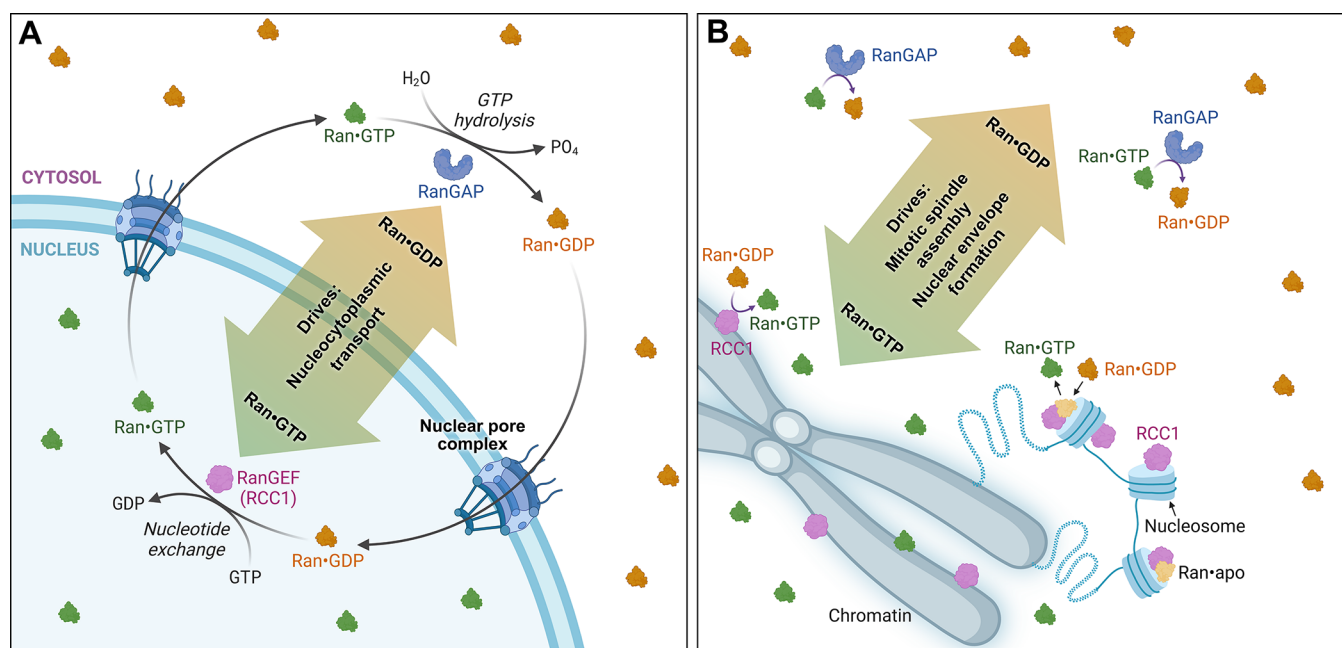 A
H₂O
GTP
hydrolysis
Ran•GTP
PO₄
RanGAP
CYTOSOL
NUCLEUS
Ran•GDP
Ran•GDP
Drives:
Nucleocytoplasmic
transport
Ran•GTP
Nuclear pore
complex
Ran•GTP
RanGEF
(RCC1)
GDP
Nucleotide
exchange
GTP
Ran•GDP
B
RanGAP
Ran•GDP
RanGAP
Ran•GTP
Ran•GDP
Drives:
Mitotic spindle
assembly
Nuclear envelope
formation
Ran•GTP
Ran•GDP
Ran•GTP
RCC1
Ran•GTP
Ran•GDP
RCC1
Nucleosome
Ran•apo
Chromatin